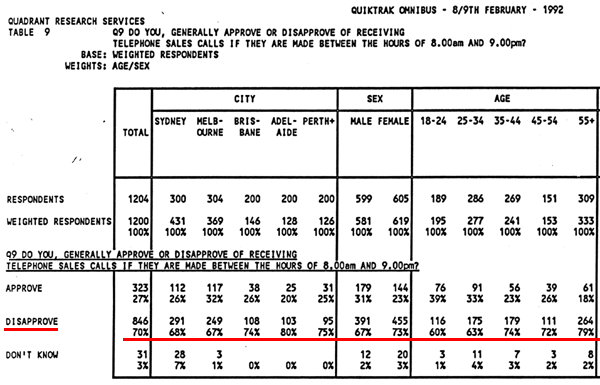 QUIKTRAK OMNIBUS - 8/9TH FEBRUARY - 1992
QUADRANT RESEARCH SERVICES
TABLE 9 Q9 DO YOU, GENERALLY APPROVE OR DISAPPROVE OF RECEIVING
TELEPHONE SALES CALLS IF THEY ARE MADE BETWEEN THE HOURS OF 8.00am AND 9.00pm?
BASE: WEIGHTED RESPONDENTS
WEIGHTS: AGE/SEX
CITY SEX AGE
SYDNEY MELB- BRIS- ADEL- PERTH+ MALE FEMALE 18-24 25-34 35-44 45-54 55+
TOTAL OURNE BANE AIDE
RESPONDENTS 1204 300 304 200 200 200 599 605 189 286 269 151 309
WEIGHTED RESPONDENTS 1200 431 369 146 128 126 581 619 195 277 241 153 333
100% 100% 100% 100% 100% 100% 100% 100% 100% 100% 100% 100% 100%
Q9 DO YOU, GENERALLY APPROVE OR DISAPPROVE OF RECEIVING
TELEPHONE SALES CALLS IF THEY ARE MADE BETWEEN THE HOURS OF 8.00am AND 9.00pm?
APPROVE 323 112 117 38 25 31 179 144 76 91 56 39 61
27% 26% 32% 26% 20% 25% 31% 23% 39% 33% 23% 26% 18%
DISAPPROVE 846 291 249 108 103 95 391 455 116 175 179 111 264
70% 68% 67% 74% 80% 75% 67% 73% 60% 63% 74% 72% 79%
DON'T KNOW 31 28 3 12 20 3 11 7 3 8
3% 7% 1% 0% 0% 0% 2% 3% 1% 4% 3% 2% 2%